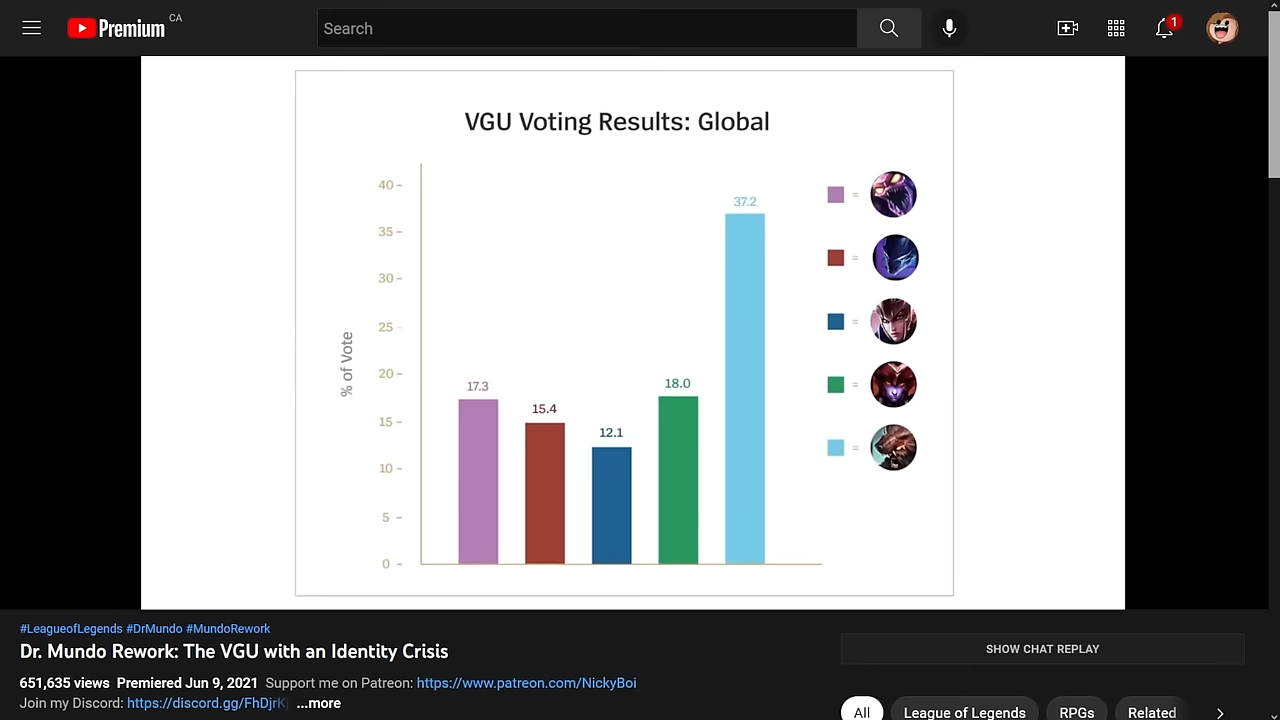 Premium CA
Search
1
VGU Voting Results: Global
% of Vote
40
35
30
25
20
15
10
5
0
17.3
15.4
12.1
18.0
37.2
=
=
=
=
=
#LeagueofLegends #DrMundo #MundoRework
Dr. Mundo Rework: The VGU with an Identity Crisis
651,635 views Premiered Jun 9, 2021 Support me on Patreon: https://www.patreon.com/NickyBoi
Join my Discord: https://discord.gg/FhDjrK ...more
SHOW CHAT REPLAY
All League of Legends RPGs Related